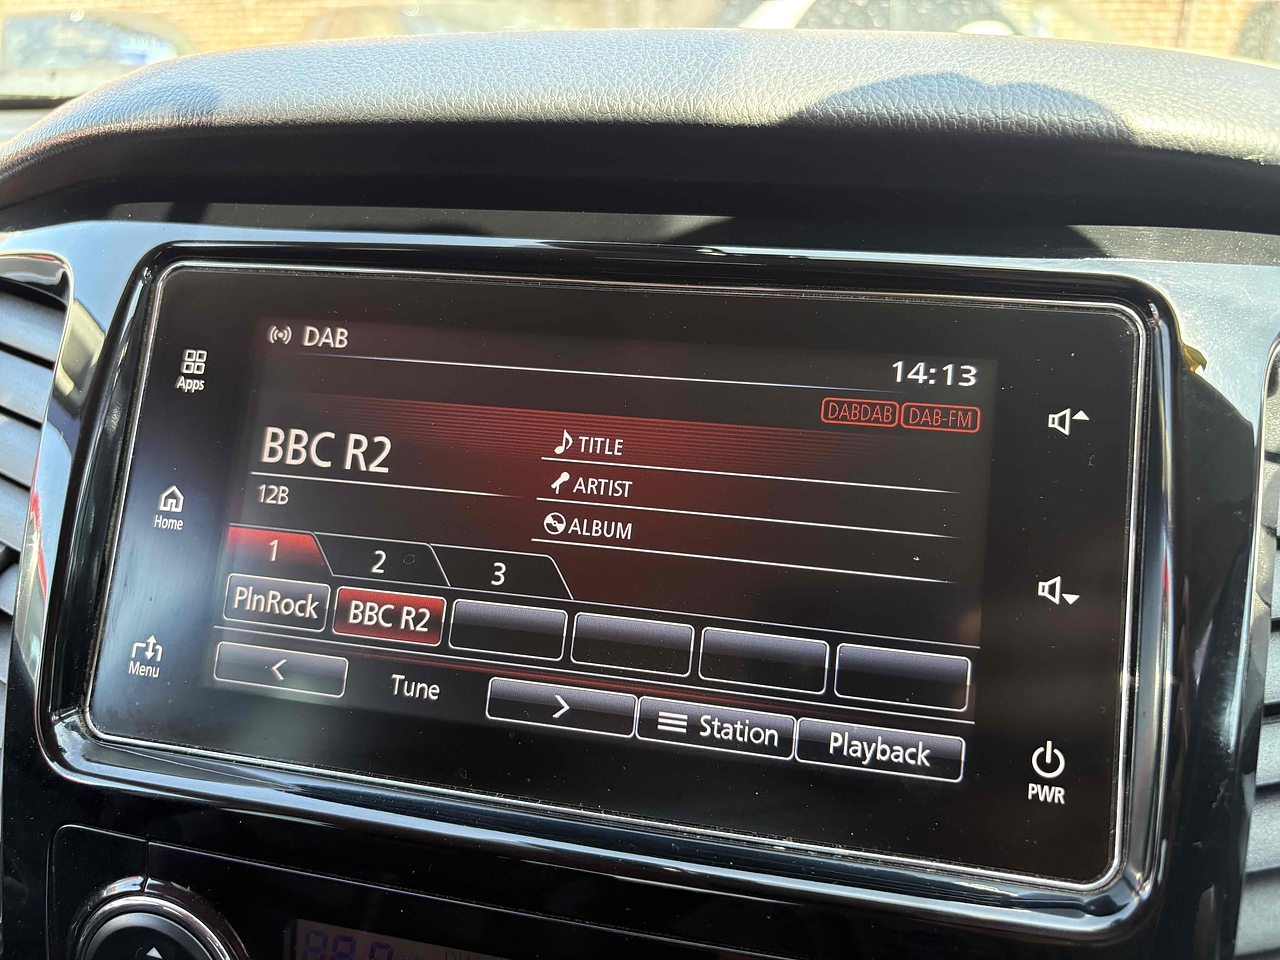 DAB
14:13
DABDAB DAB-FM
BBC R2
12B
TITLE
ARTIST
ALBUM
1 2 3
PlnRock BBC R2
< Tune > Station Playback
Apps
Home
Menu
PWR